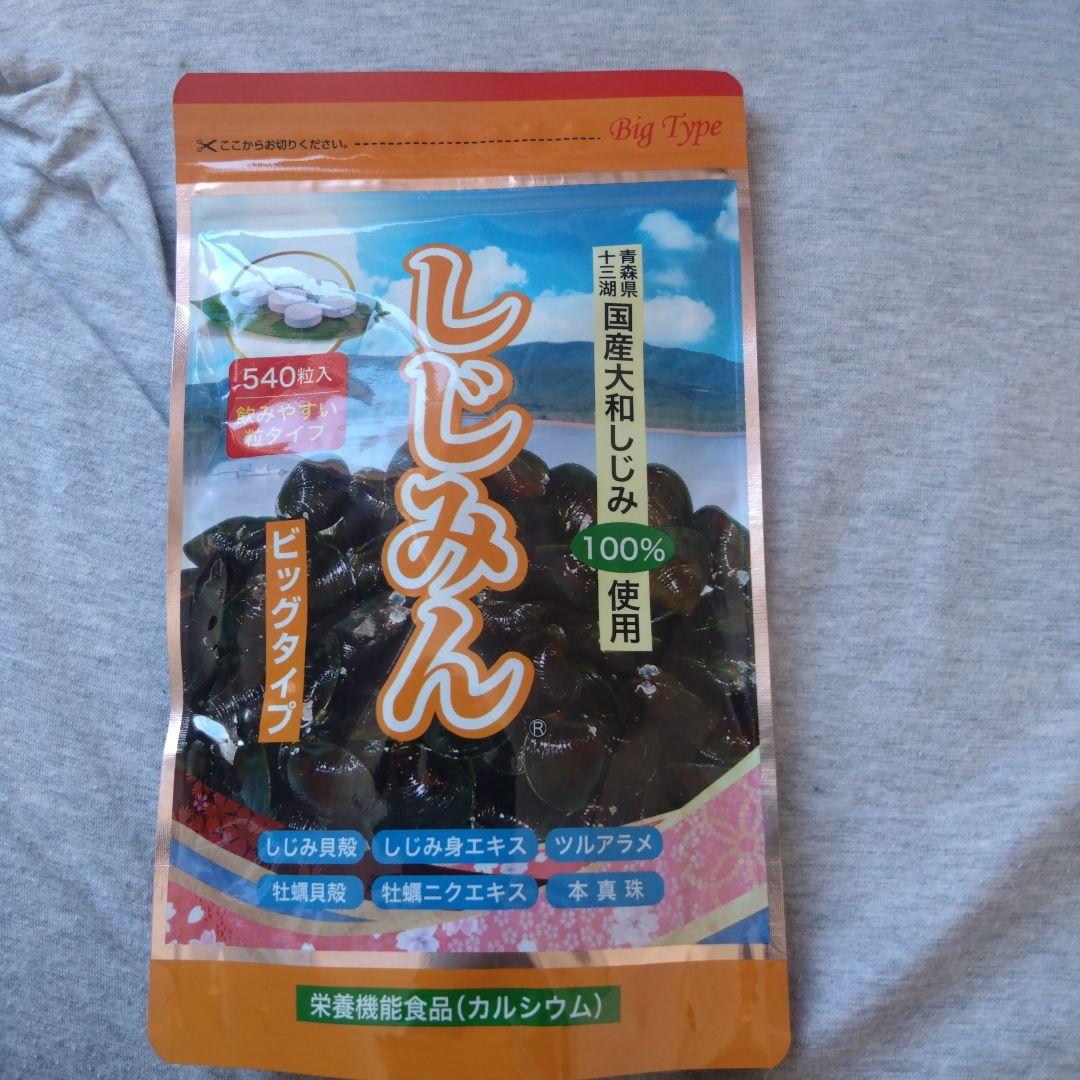 ここからお切りください。
Big Type
青森県
十三湖
国産大和しじみ
100%
使用
しじみん
®
540粒入
飲みやすい
粒タイプ
ビッグタイプ
しじみ貝殻
しじみ身エキス
ツルアラメ
牡蠣貝殻
牡蠣ニクエキス
本真珠
栄養機能食品(カルシウム)